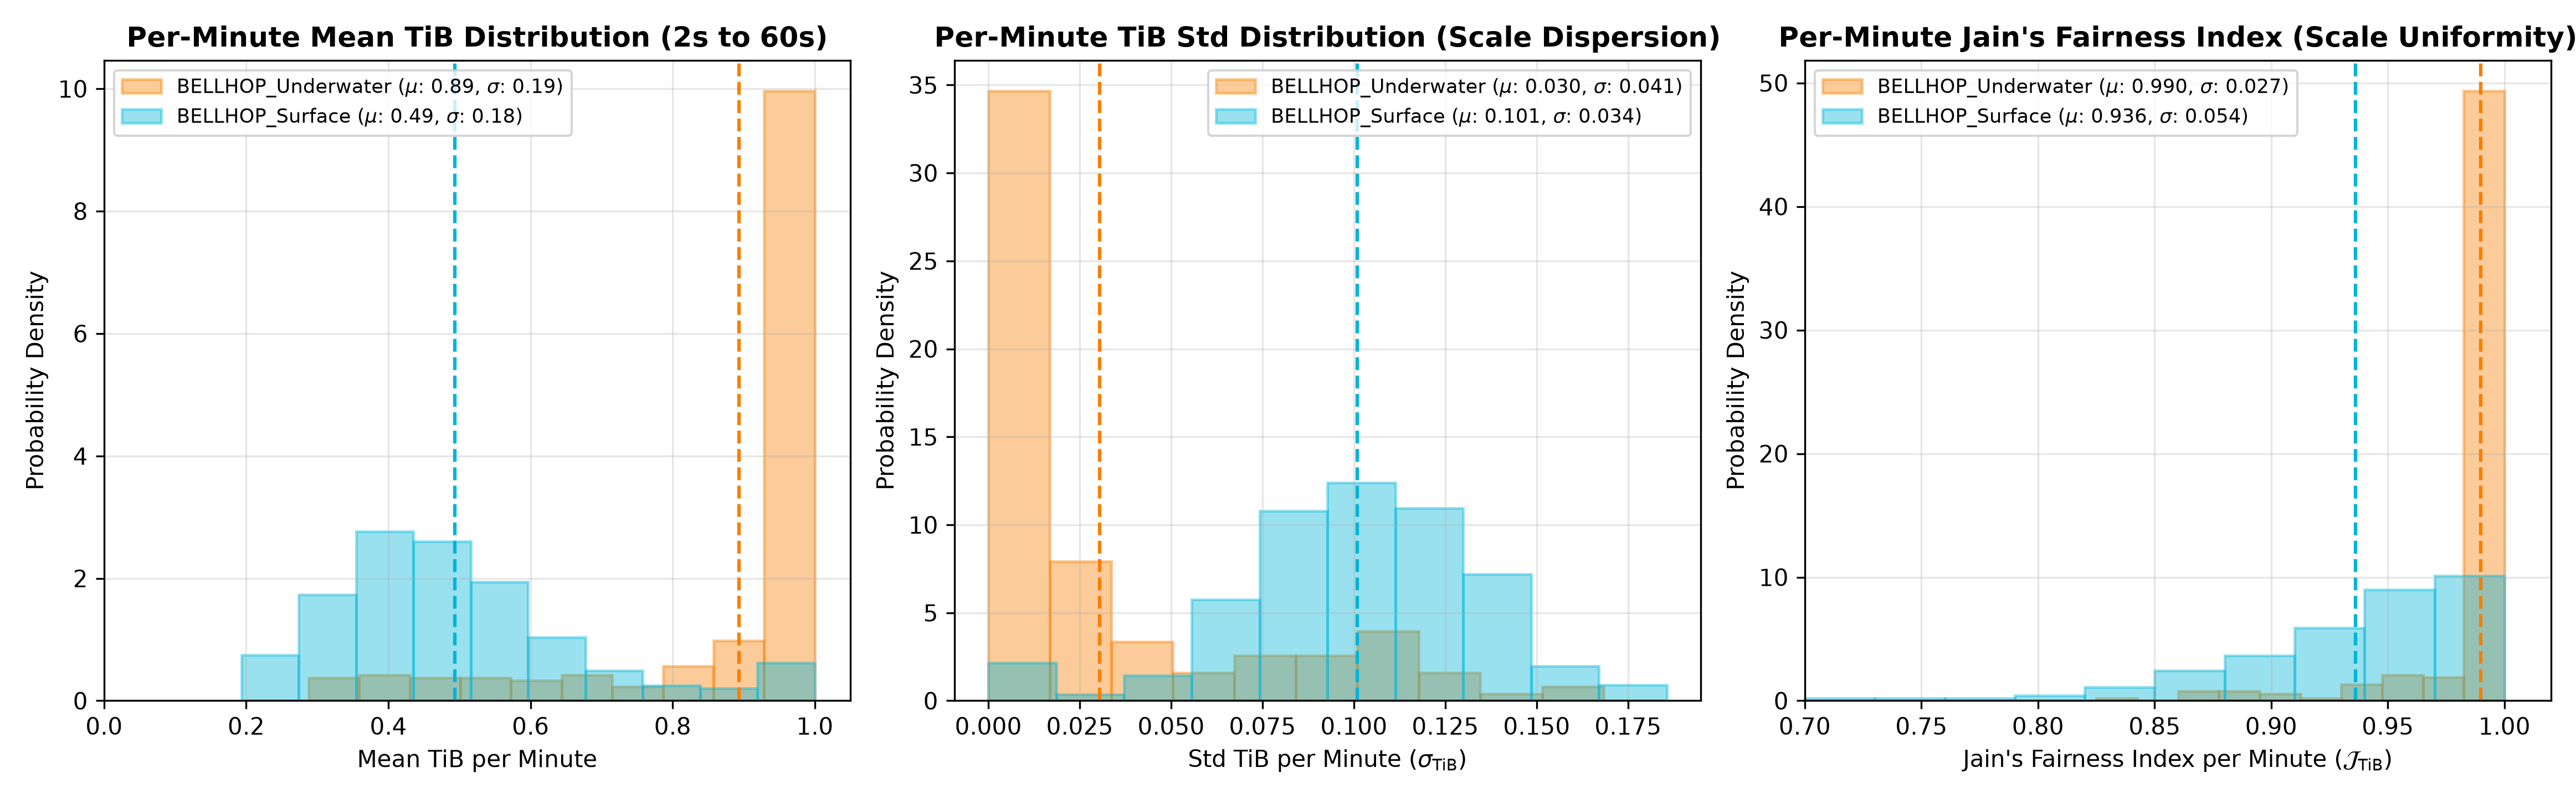 Per-Minute Mean TiB Distribution (2s to 60s)
BELLHOP_Underwater (μ: 0.89, σ: 0.19)
BELLHOP_Surface (μ: 0.49, σ: 0.18)
Probability Density
10
8
6
4
2
0
0.0 0.2 0.4 0.6 0.8 1.0
Mean TiB per Minute
Per-Minute TiB Std Distribution (Scale Dispersion)
BELLHOP_Underwater (μ: 0.030, σ: 0.041)
BELLHOP_Surface (μ: 0.101, σ: 0.034)
Probability Density
35
30
25
20
15
10
5
0
0.000 0.025 0.050 0.075 0.100 0.125 0.150 0.175
Std TiB per Minute (σTiB)
Per-Minute Jain's Fairness Index (Scale Uniformity)
BELLHOP_Underwater (μ: 0.990, σ: 0.027)
BELLHOP_Surface (μ: 0.936, σ: 0.054)
Probability Density
50
40
30
20
10
0
0.70 0.75 0.80 0.85 0.90 0.95 1.00
Jain's Fairness Index per Minute (𝒥TiB)